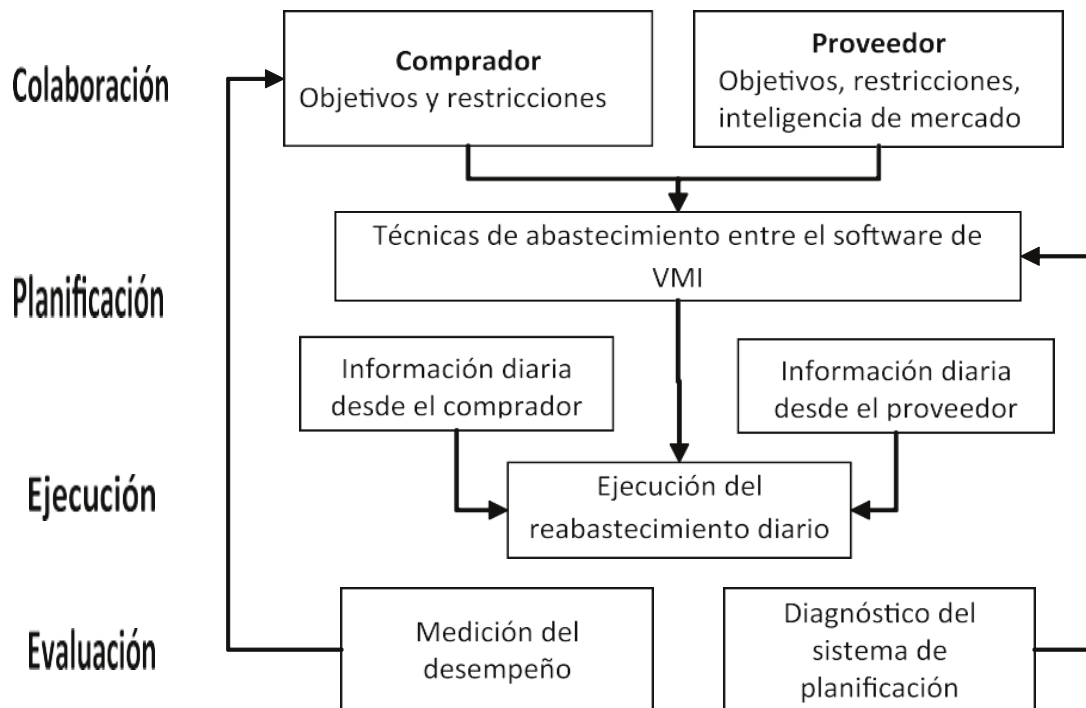 Colaboración
Comprador
Objetivos y restricciones
Proveedor
Objetivos, restricciones,
inteligencia de mercado
Planificación
Técnicas de abastecimiento entre el software de
VMI
Información diaria
desde el comprador
Información diaria
desde el proveedor
Ejecución
Ejecución del
reabastecimiento diario
Evaluación
Medición del
desempeño
Diagnóstico del
sistema de
planificación